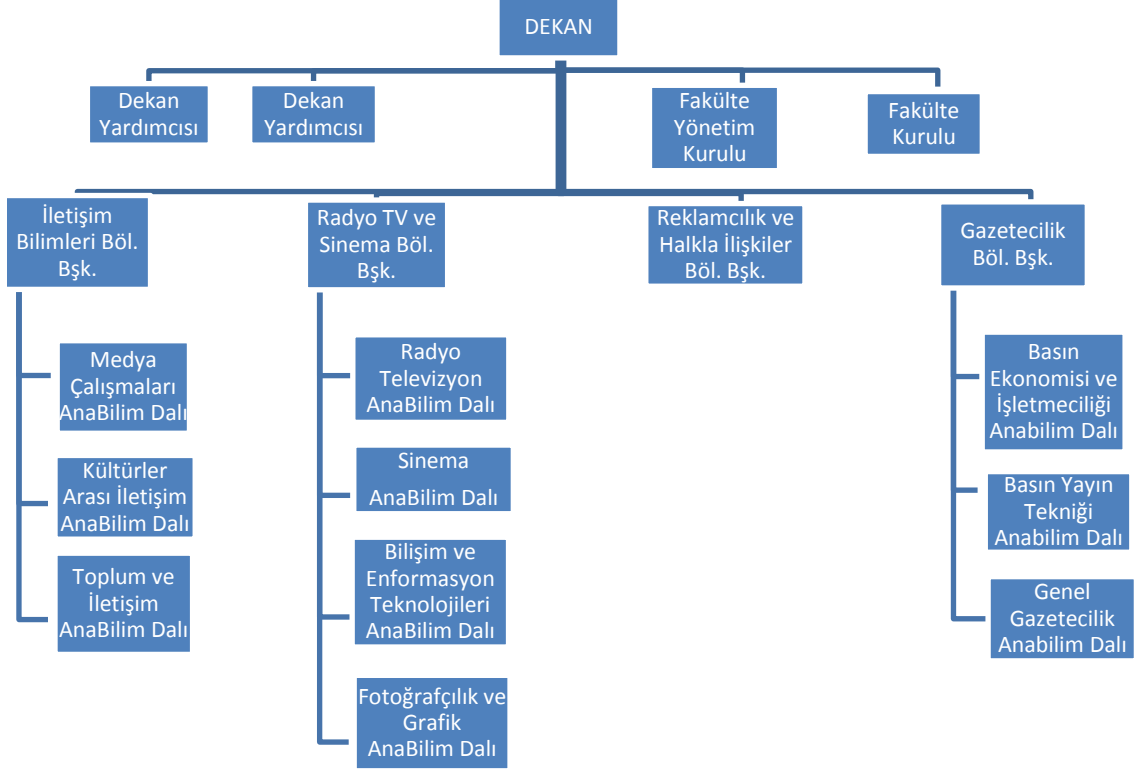 DEKAN
Dekan
Yardımcısı
Dekan
Yardımcısı
Fakülte
Yönetim
Kurulu
Fakülte
Kurulu
İletişim
Bilimleri Böl.
Bşk.
Radyo TV ve
Sinema Böl.
Bşk.
Reklamcılık ve
Halkla İlişkiler
Böl. Bşk.
Gazetecilik
Böl. Bşk.
Medya
Çalışmaları
AnaBilim Dalı
Kültürler
Arası İletişim
AnaBilim Dalı
Toplum ve
İletişim
AnaBilim Dalı
Radyo
Televizyon
AnaBilim Dalı
Sinema
AnaBilim Dalı
Bilişim ve
Enformasyon
Teknolojileri
AnaBilim Dalı
Fotoğrafçılık ve
Grafik
AnaBilim Dalı
Basın
Ekonomisi ve
İşletmeciliği
Anabilim Dalı
Basın Yayın
Tekniği
Anabilim Dalı
Genel
Gazetecilik
Anabilim Dalı